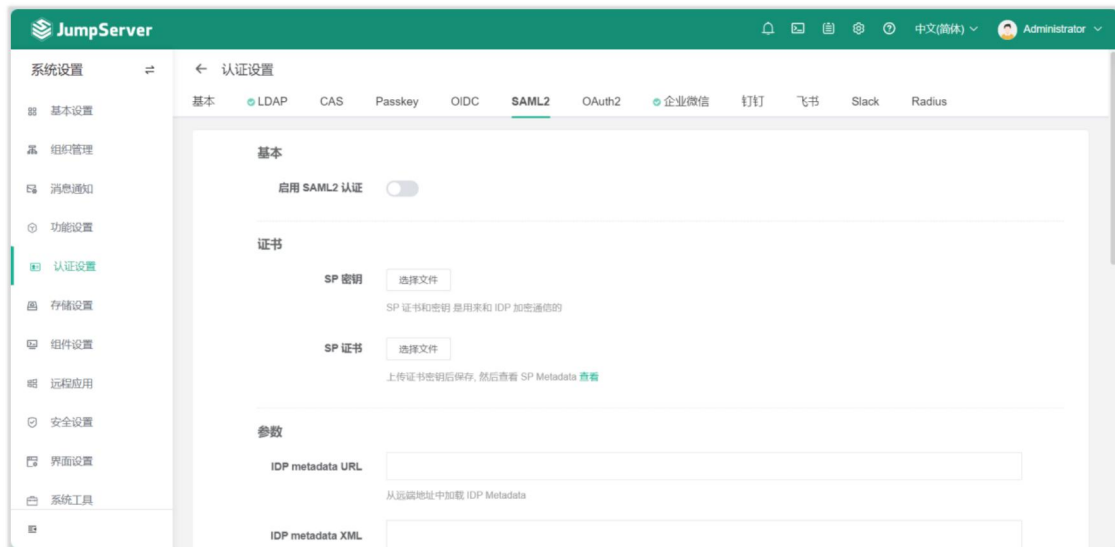 JumpServer
中文(简体)
Administrator
系统设置
认证设置
基本 LDAP CAS Passkey OIDC SAML2 OAuth2 企业微信 钉钉 飞书 Slack Radius
基本设置
组织管理
消息通知
功能设置
认证设置
存储设置
组件设置
远程应用
安全设置
界面设置
系统工具
基本
启用 SAML2 认证
证书
SP 密钥 选择文件
SP 证书和密钥 是用来和 IDP 加密通信的
SP 证书 选择文件
上传证书密钥后保存, 然后查看 SP Metadata 查看
参数
IDP metadata URL
从远端地址中加载 IDP Metadata
IDP metadata XML